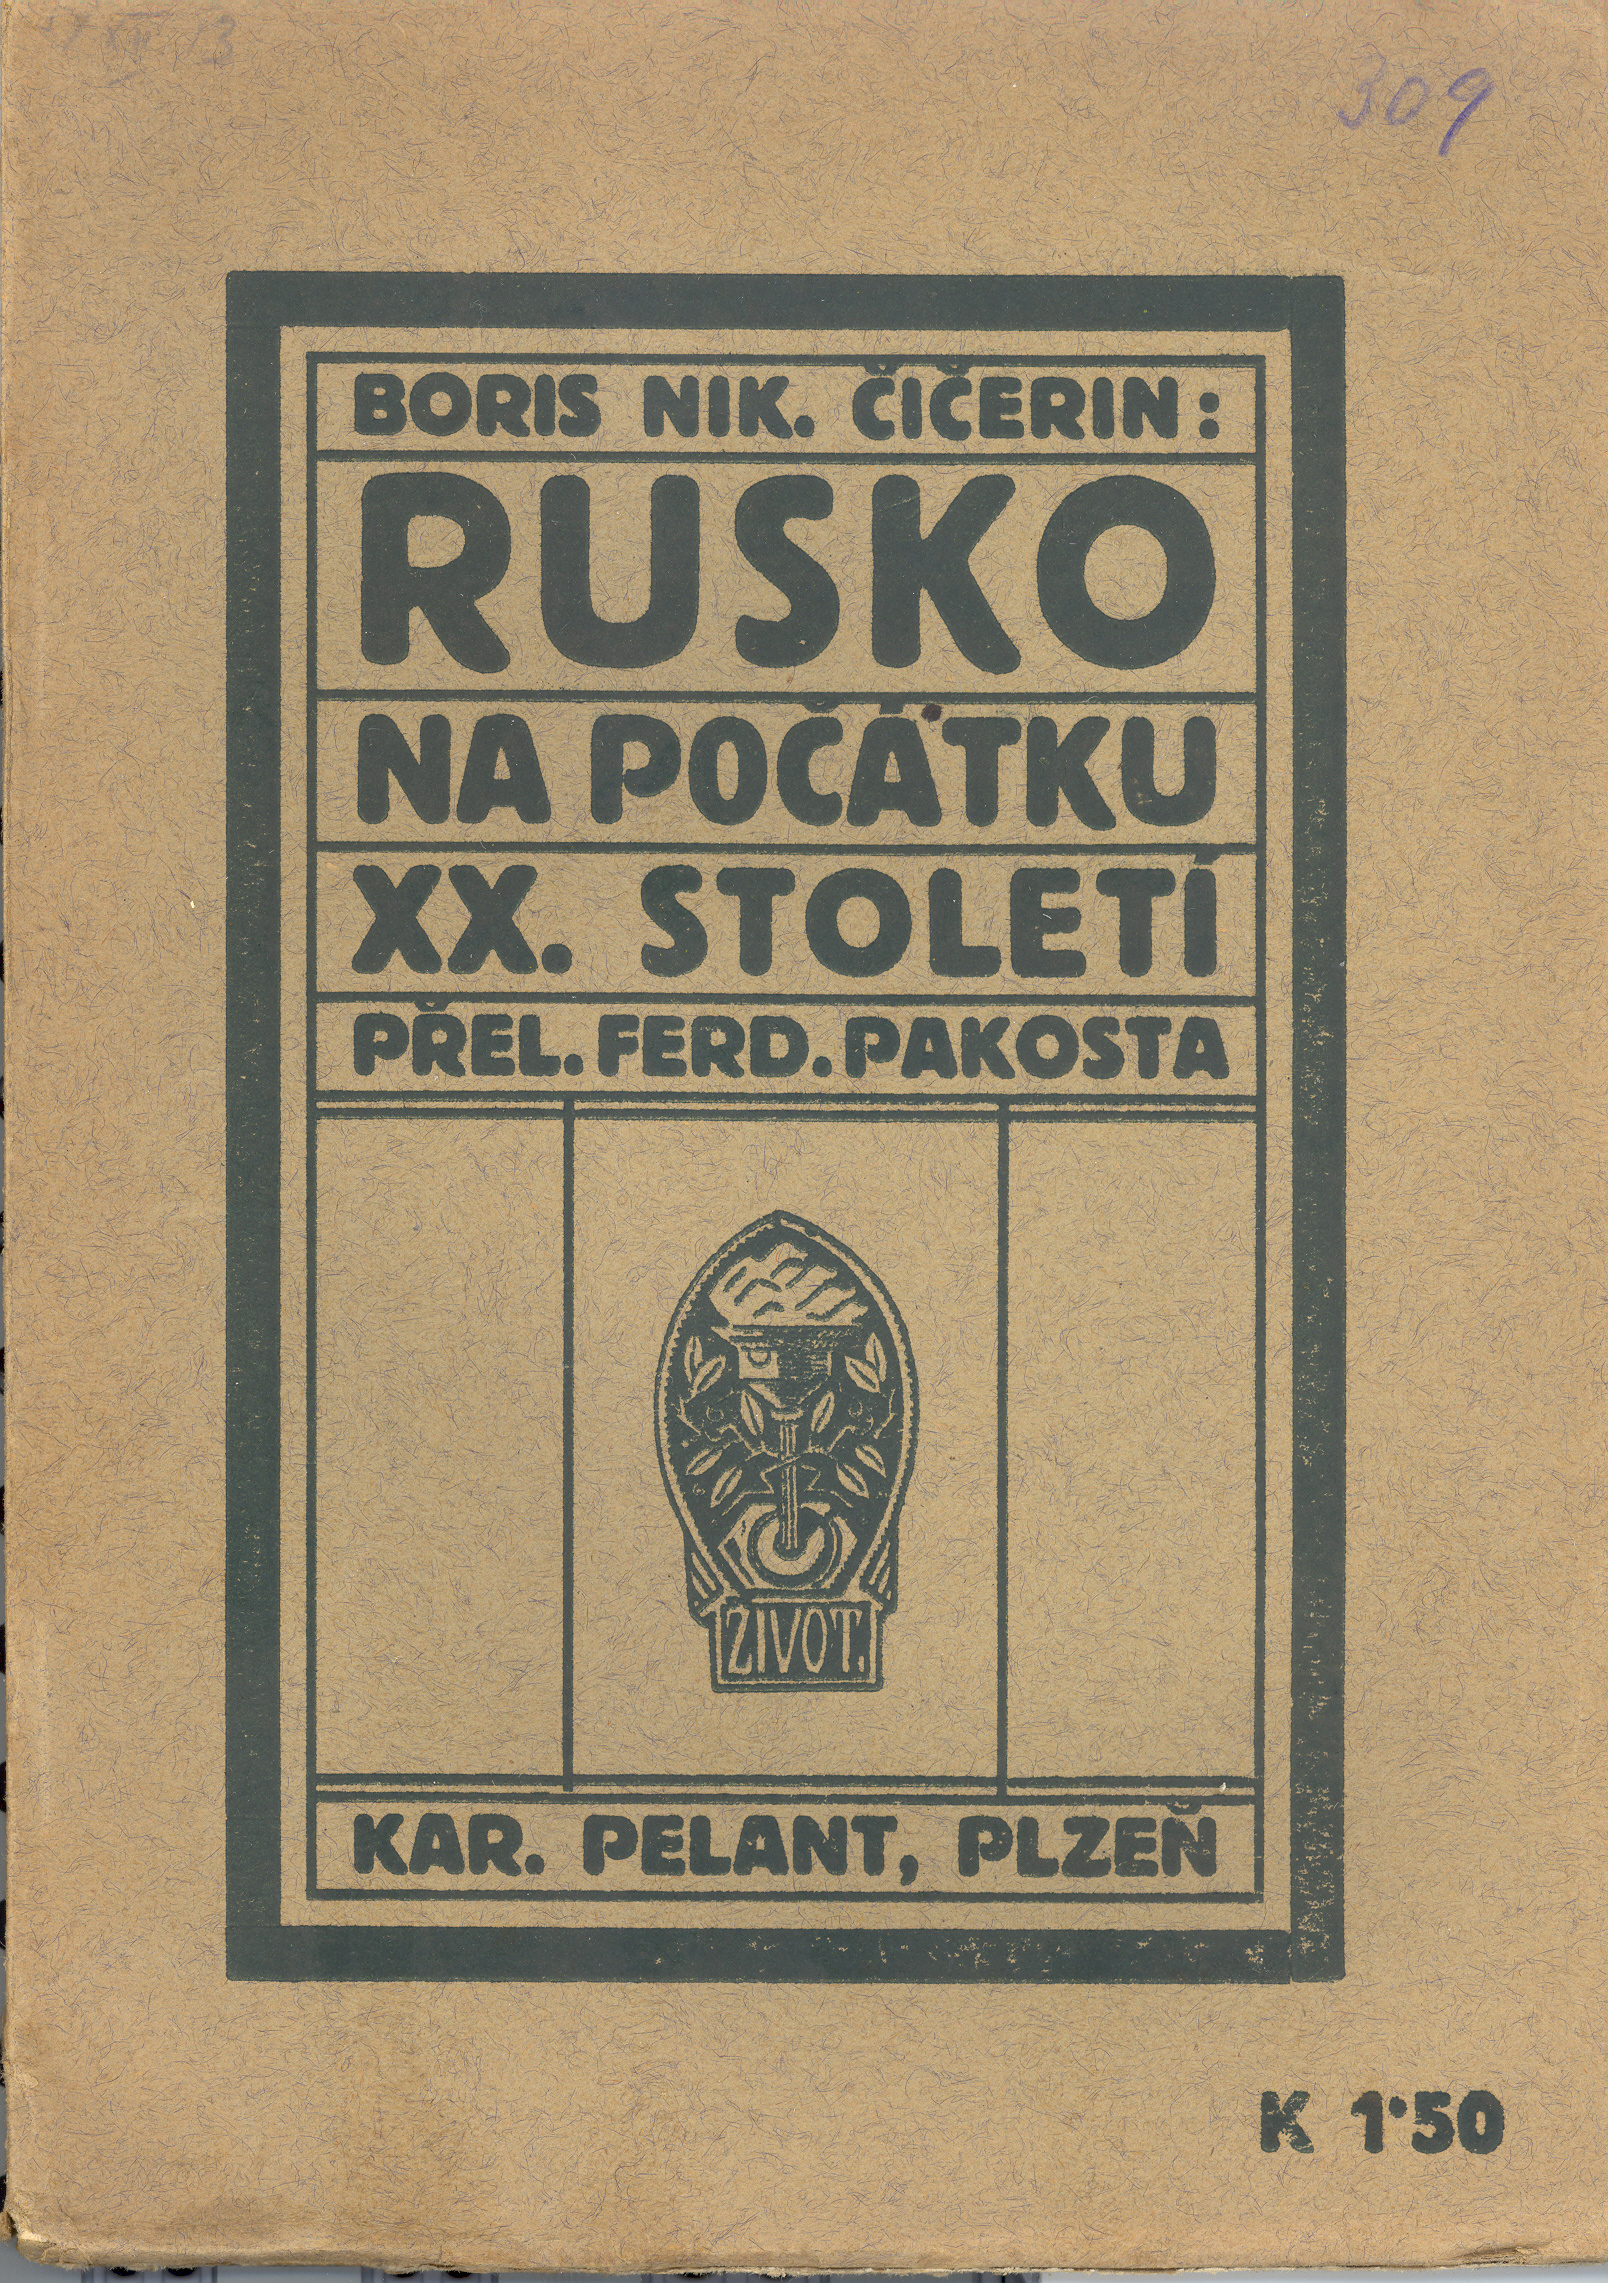 309
BORIS NIK. ČIČERIN:
RUSKO
NA POČÁTKU
XX. STOLETÍ
PŘEL. FERD. PAKOSTA
ŽIVOT.
KAR. PELANT, PLZEŇ
K 1·50